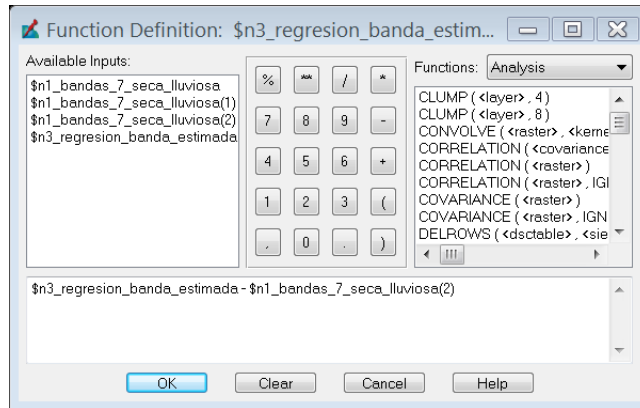 Function Definition: $n3_regresion_banda_estim...
Available Inputs:
$n1_bandas_7_seca_lluviosa
$n1_bandas_7_seca_lluviosa(1)
$n1_bandas_7_seca_lluviosa(2)
$n3_regresion_banda_estimada
% ** / *
7 8 9 -
4 5 6 +
1 2 3 (
, 0 . )
Functions: Analysis
CLUMP ( <layer> , 4 )
CLUMP ( <layer> , 8 )
CONVOLVE ( <raster> , <kerne
CORRELATION ( <covariance
CORRELATION ( <raster> )
CORRELATION ( <raster> , IGI
COVARIANCE ( <raster> )
COVARIANCE ( <raster> , IGN
DELROWS ( <dsctable> , <sie
$n3_regresion_banda_estimada - $n1_bandas_7_seca_lluviosa(2)
OK Clear Cancel Help